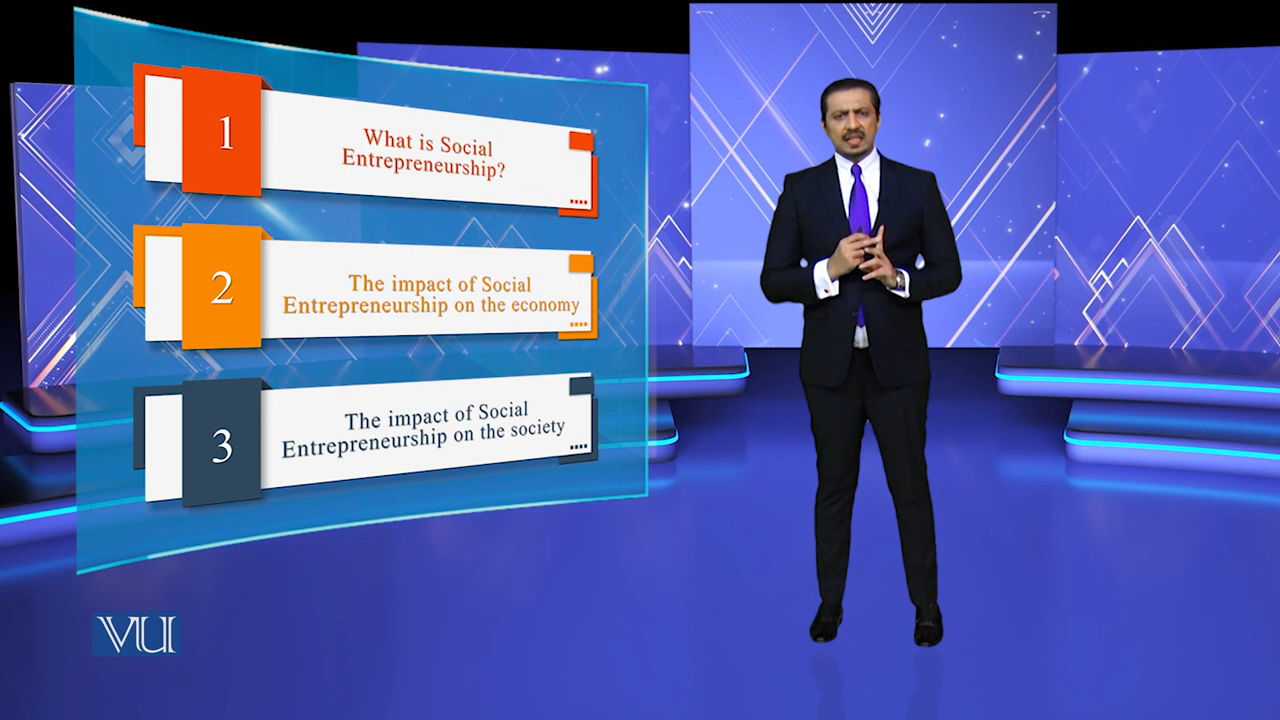 1
What is Social
Entrepreneurship?
2
The impact of Social
Entrepreneurship on the economy
3
The impact of Social
Entrepreneurship on the society
VU